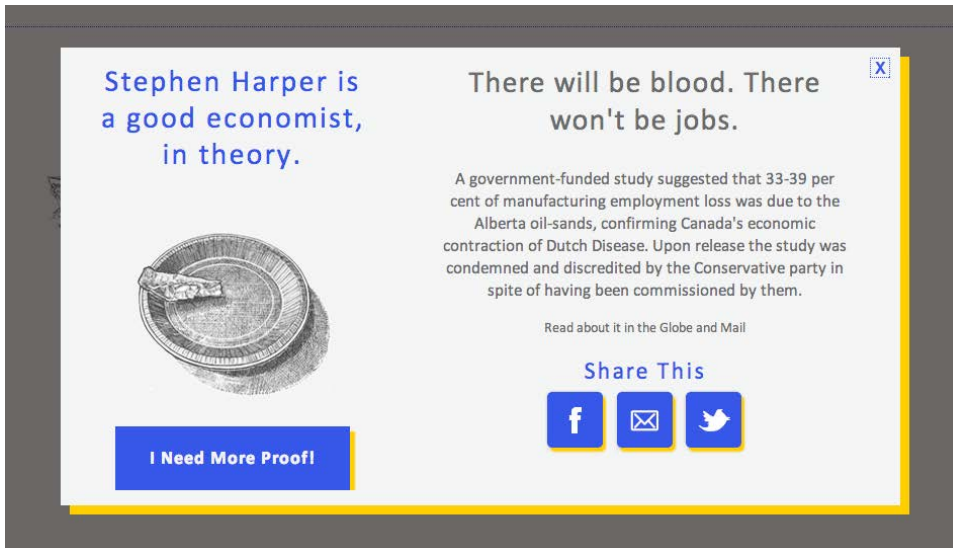 Stephen Harper is
a good economist,
in theory.
I Need More Proof!
X
There will be blood. There
won't be jobs.
A government-funded study suggested that 33-39 per
cent of manufacturing employment loss was due to the
Alberta oil-sands, confirming Canada's economic
contraction of Dutch Disease. Upon release the study was
condemned and discredited by the Conservative party in
spite of having been commissioned by them.
Read about it in the Globe and Mail
Share This